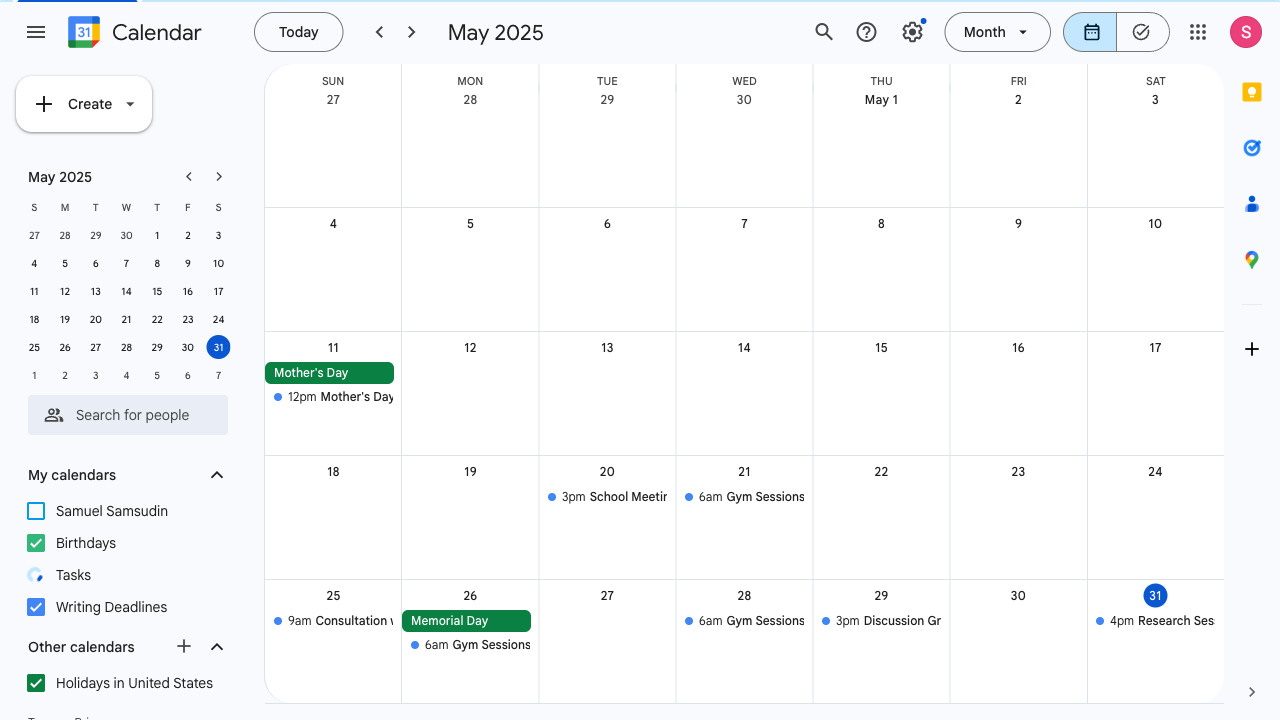 31 Calendar Today May 2025 Month S
Create
May 2025
S M T W T F S
27 28 29 30 1 2 3
4 5 6 7 8 9 10
11 12 13 14 15 16 17
18 19 20 21 22 23 24
25 26 27 28 29 30 31
1 2 3 4 5 6 7
Search for people
My calendars
Samuel Samsudin
Birthdays
Tasks
Writing Deadlines
Other calendars
Holidays in United States
SUN MON TUE WED THU FRI SAT
27 28 29 30 May 1 2 3
4 5 6 7 8 9 10
11 12 13 14 15 16 17
Mother's Day
12pm Mother's Day
18 19 20 21 22 23 24
3pm School Meetin
6am Gym Sessions
25 26 27 28 29 30 31
9am Consultation
Memorial Day
6am Gym Sessions
6am Gym Sessions
3pm Discussion Gr
4pm Research Ses